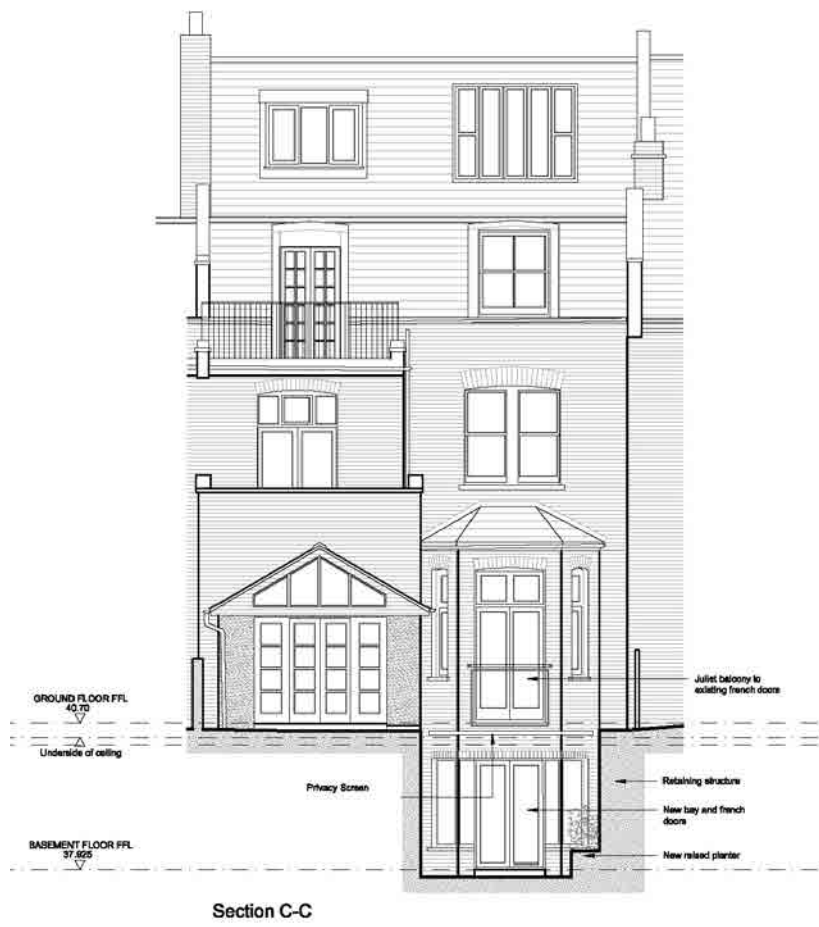 Juliet balcony to
existing french doors
GROUND FLOOR FFL
40.70
Underside of ceiling
Privacy Screen
Retaining structure
New bay and french
doors
New raised planter
BASEMENT FLOOR FFL
37.925
Section C-C